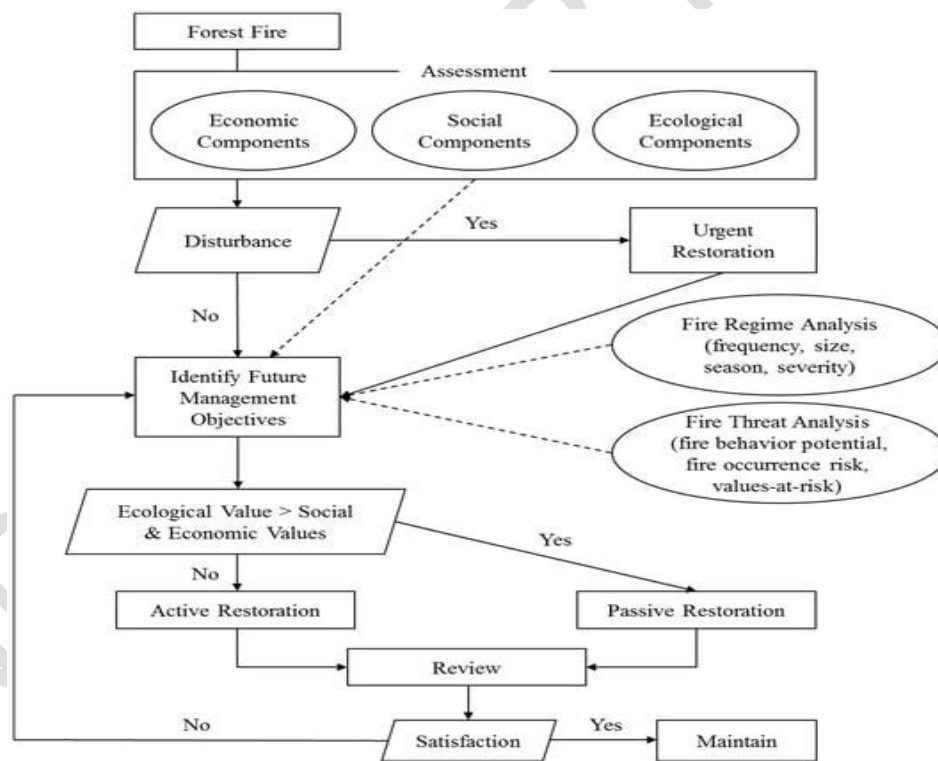 Forest Fire
Assessment
Economic
Components
Social
Components
Ecological
Components
Disturbance
Yes
Urgent
Restoration
No
Fire Regime Analysis
(frequency, size,
season, severity)
Identify Future
Management
Objectives
Fire Threat Analysis
(fire behavior potential,
fire occurrence risk,
values-at-risk)
Ecological Value > Social
& Economic Values
Yes
No
Active Restoration
Passive Restoration
Review
No
Satisfaction
Yes
Maintain